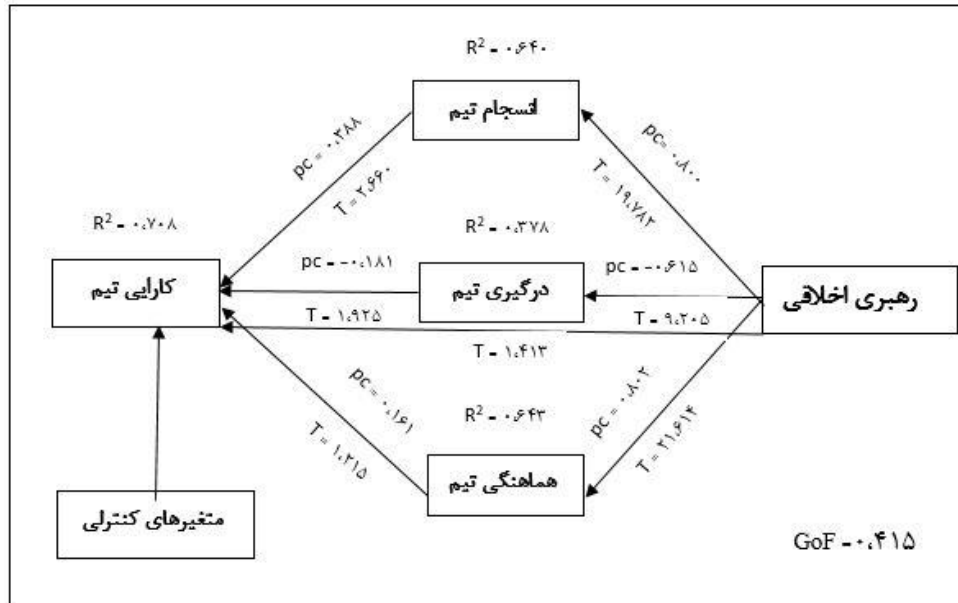 R² = ۰،۶۴۰
انسجام تیم
pc = ۰،۳۸۸
T = ۲،۶۶۰
pc= ۰،۸۰۰
T = ۱۹،۷۸۲
R² = ۰،۷۰۸
R² = ۰،۳۷۸
pc = -۰،۱۸۱
pc = -۰،۶۱۵
کارایی تیم
درگیری تیم
رهبری اخلاقی
T = ۱،۹۲۵
T = ۹،۲۰۵
T = ۱،۴۱۳
pc = ۰،۱۶۱
T = ۱،۲۱۵
R² = ۰،۶۴۳
pc = ۰،۸۰۲
T = ۲۱،۶۱۴
هماهنگی تیم
متغیرهای کنترلی
GoF = ۰،۴۱۵